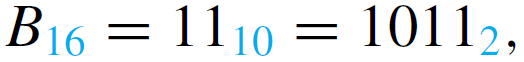 B₁₆ = 11₁₀ = 1011₂,